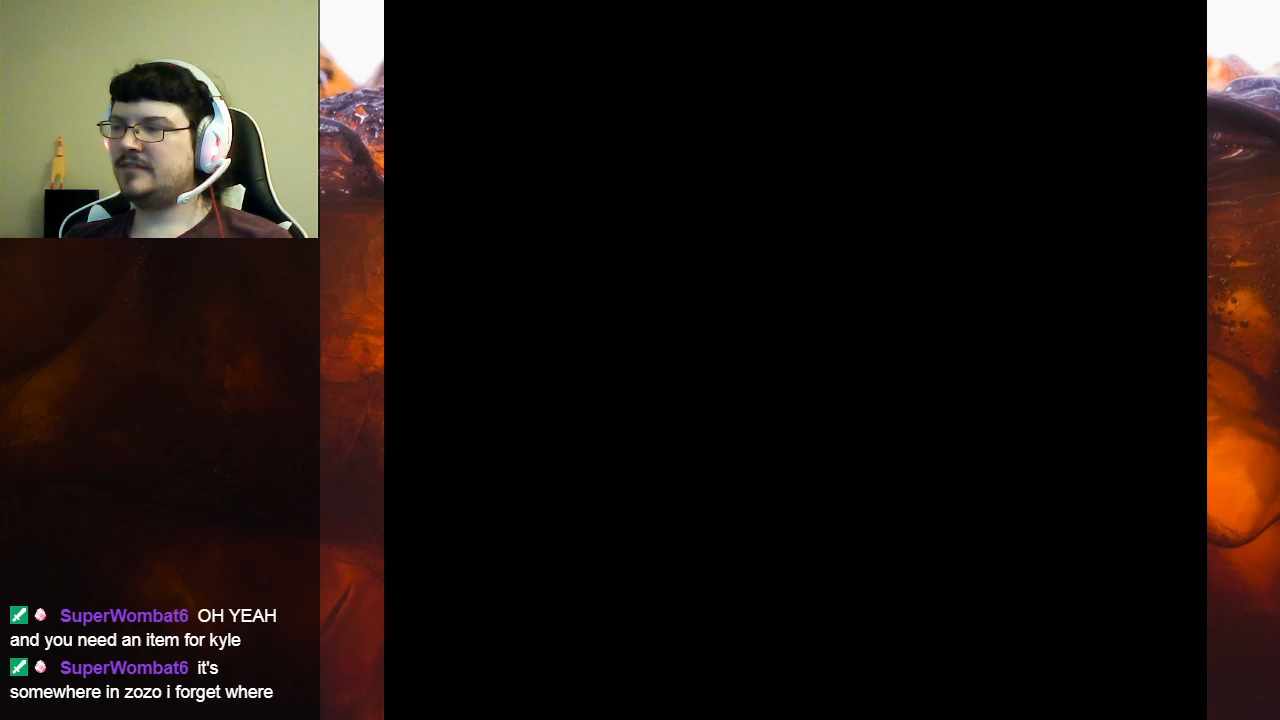 SuperWombat6 OH YEAH
and you need an item for kyle
SuperWombat6 it's
somewhere in zozo i forget where